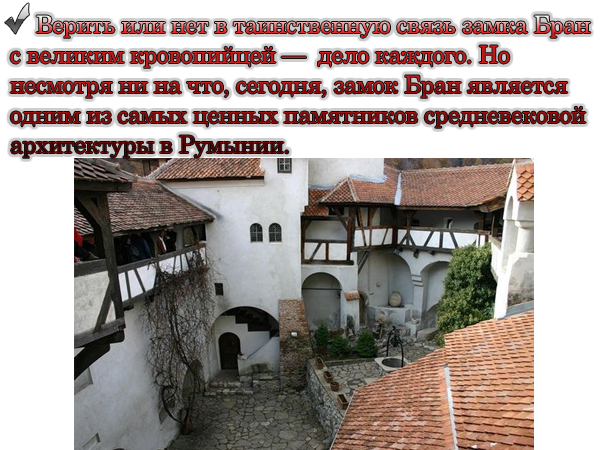 Верить или нет в таинственную связь замка Бран
с великим кровопийцей — дело каждого. Но
несмотря ни на что, сегодня, замок Бран является
одним из самых ценных памятников средневековой
архитектуры в Румынии.